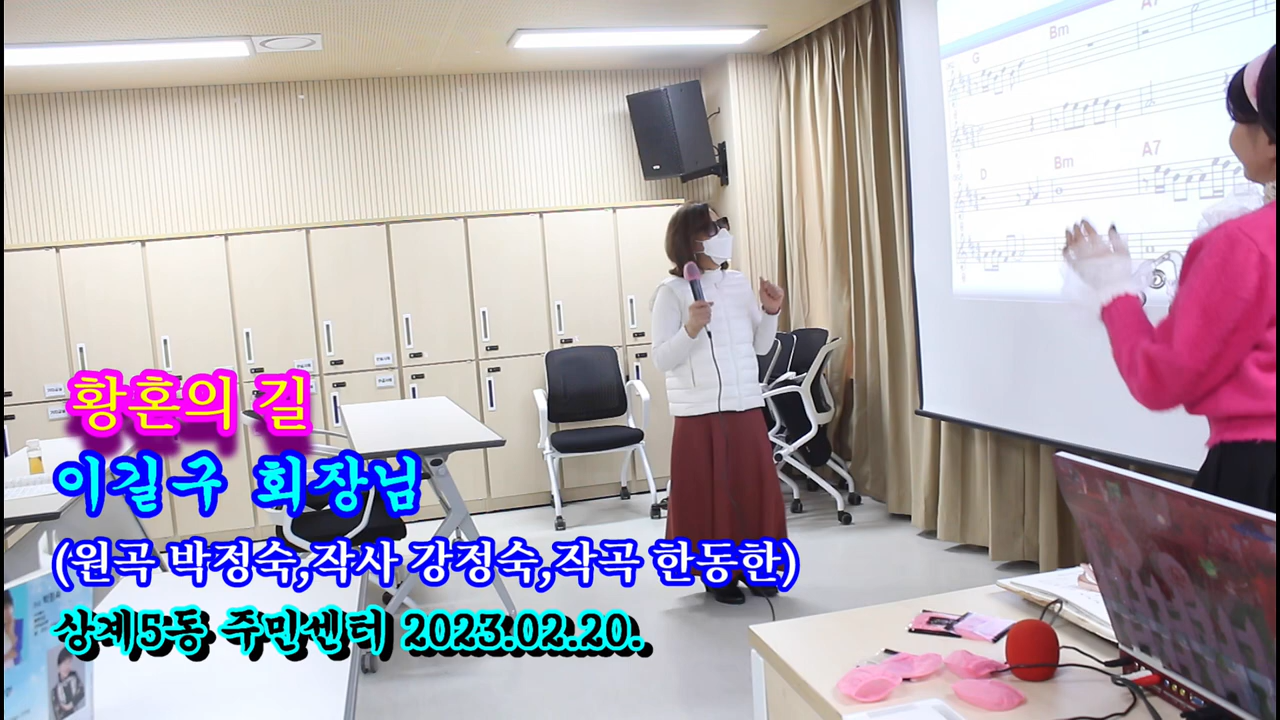 A7
Bm
G
Bm
A7
D
황혼의 길
이길구 회장님
(원곡 박정숙,작사 강정숙,작곡 한동한)
상계5동 주민센터 2023.02.20.